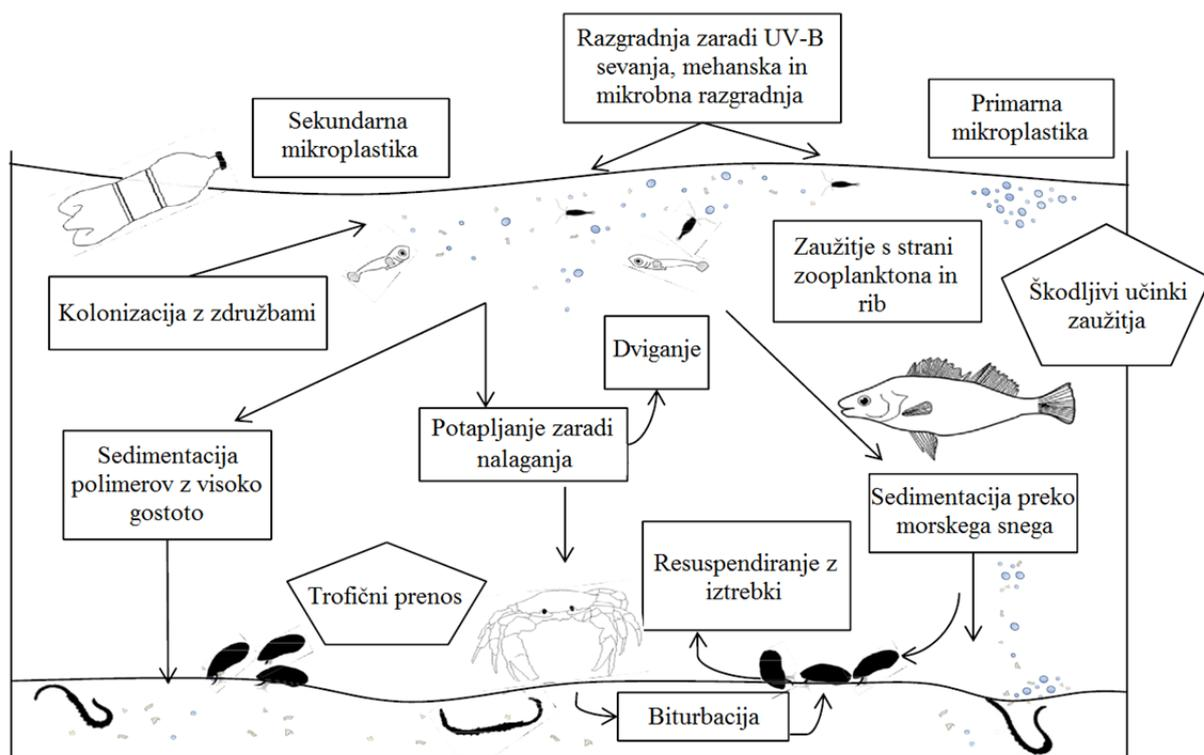 Razgradnja zaradi UV-B
sevanja, mehanska in
mikrobna razgradnja
Sekundarna
mikroplastika
Primarna
mikroplastika
Kolonizacija z združbami
Zaužitje s strani
zooplanktona in
rib
Škodljivi učinki
zaužitja
Dviganje
Potapljanje zaradi
nalaganja
Sedimentacija
polimerov z visoko
gostoto
Sedimentacija preko
morskega snega
Resuspendiranje z
iztrebki
Trofični prenos
Biturbacija